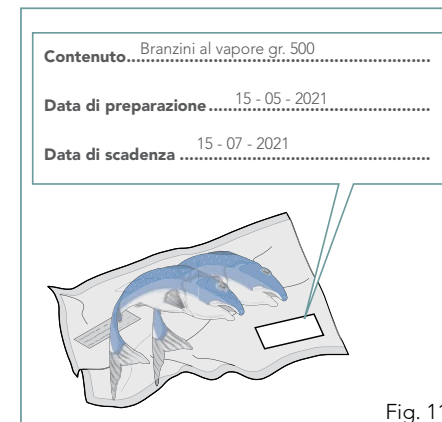 Contenuto.... Branzini al vapore gr. 500
Data di preparazione .... 15 - 05 - 2021
Data di scadenza .... 15 - 07 - 2021
Fig. 11